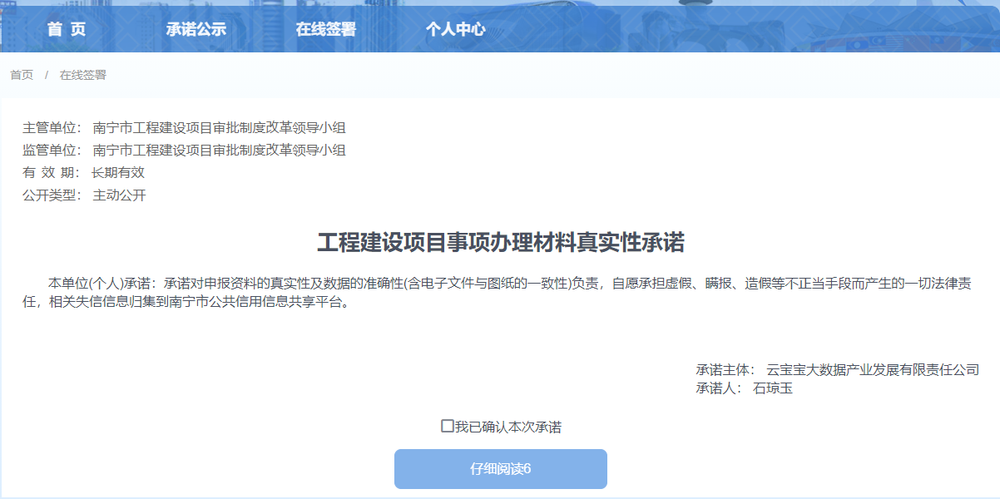 首 页 承诺公示 在线签署 个人中心
首页 / 在线签署
主管单位： 南宁市工程建设项目审批制度改革领导小组
监管单位： 南宁市工程建设项目审批制度改革领导小组
有 效 期： 长期有效
公开类型： 主动公开
工程建设项目事项办理材料真实性承诺
本单位(个人)承诺：承诺对申报资料的真实性及数据的准确性(含电子文件与图纸的一致性)负责，自愿承担虚假、瞒报、造假等不正当手段而产生的一切法律责
任，相关失信信息归集到南宁市公共信用信息共享平台。
承诺主体： 云宝宝大数据产业发展有限责任公司
承诺人： 石琼玉
我已确认本次承诺
仔细阅读6